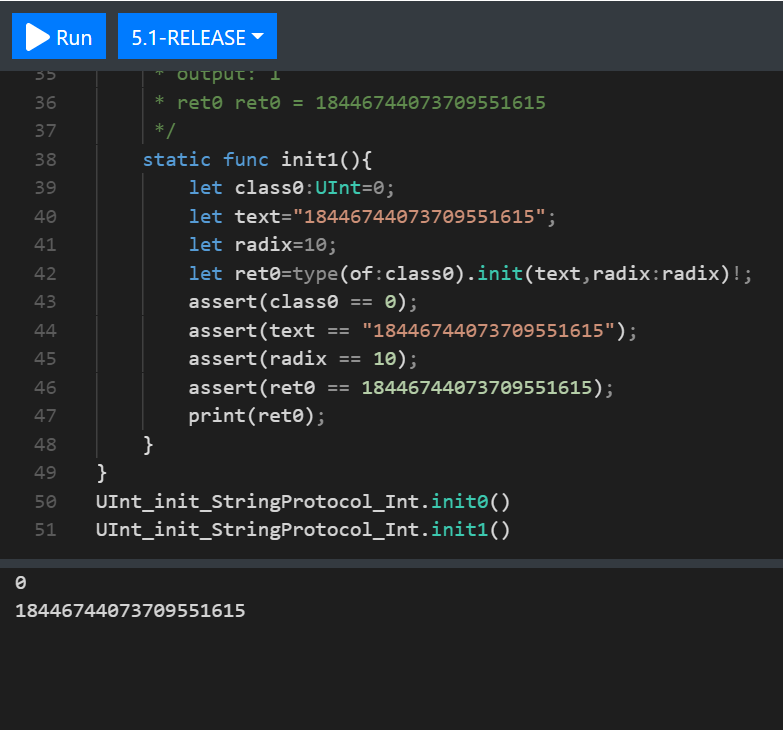 Run 5.1-RELEASE
35 * output: 1
36 * ret0 ret0 = 18446744073709551615
37 */
38 static func init1(){
39 let class0:UInt=0;
40 let text="18446744073709551615";
41 let radix=10;
42 let ret0=type(of:class0).init(text,radix:radix)!;
43 assert(class0 == 0);
44 assert(text == "18446744073709551615");
45 assert(radix == 10);
46 assert(ret0 == 18446744073709551615);
47 print(ret0);
48 }
49 }
50 UInt_init_StringProtocol_Int.init0()
51 UInt_init_StringProtocol_Int.init1()
0
18446744073709551615